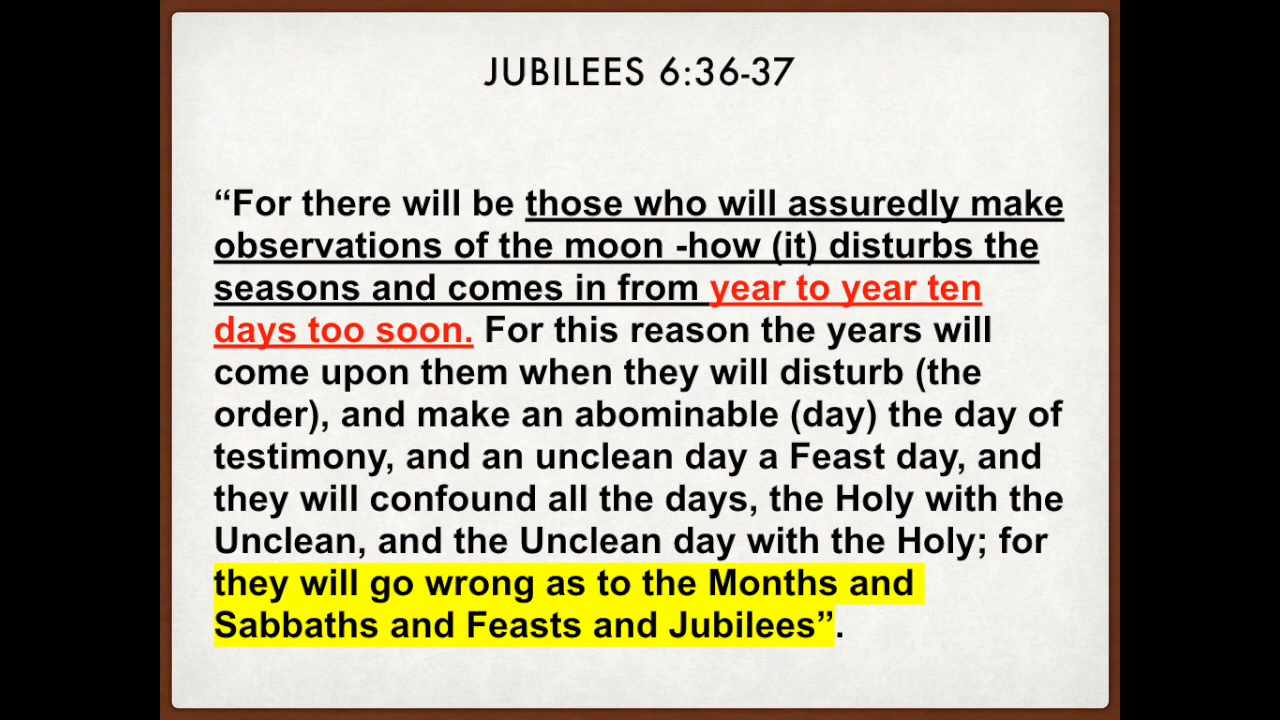 JUBILEES 6:36-37
“For there will be those who will assuredly make
observations of the moon -how (it) disturbs the
seasons and comes in from year to year ten
days too soon. For this reason the years will
come upon them when they will disturb (the
order), and make an abominable (day) the day of
testimony, and an unclean day a Feast day, and
they will confound all the days, the Holy with the
Unclean, and the Unclean day with the Holy; for
they will go wrong as to the Months and
Sabbaths and Feasts and Jubilees”.